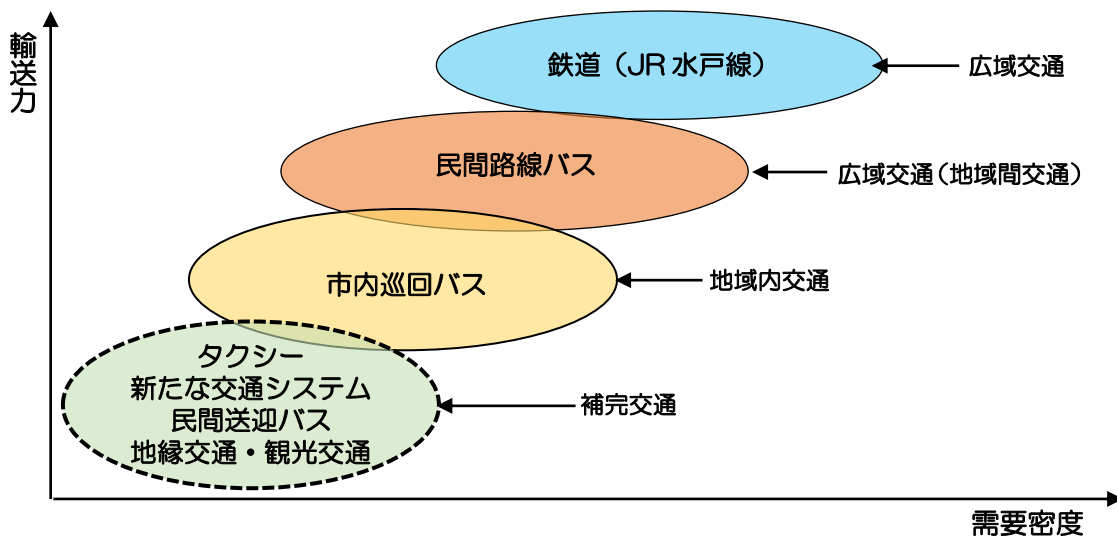 輸送力
鉄道（JR 水戸線）
広域交通
民間路線バス
広域交通（地域間交通）
市内巡回バス
地域内交通
タクシー
新たな交通システム
民間送迎バス
地縁交通・観光交通
補完交通
需要密度